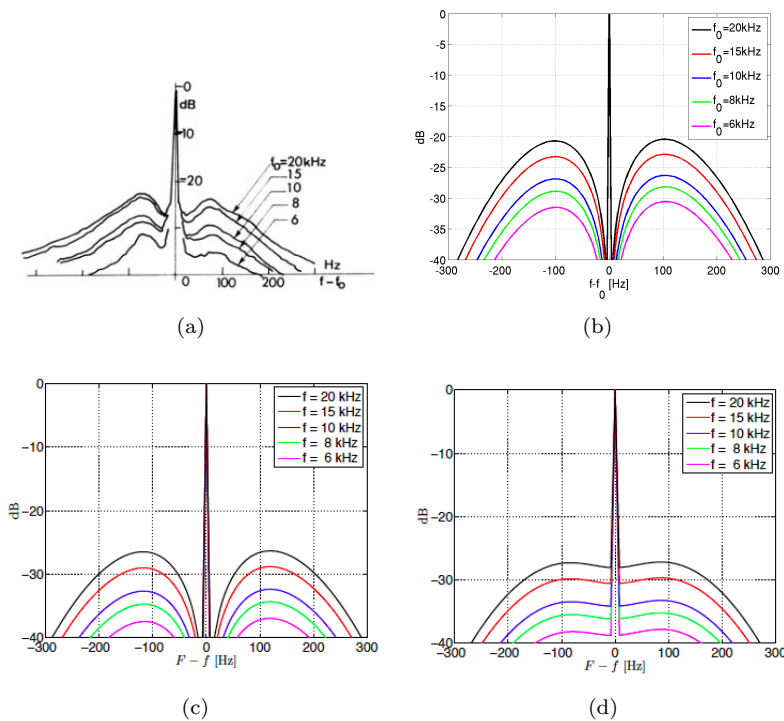 0
dB
10
20
f₀=20kHz
15
10
8
6
0 100 200
Hz
f−f₀
(a)
0
−5
−10
−15
−20
−25
−30
−35
−40
dB
-300 -200 -100 0 100 200 300
f-f₀ [Hz]
f₀=20kHz
f₀=15kHz
f₀=10kHz
f₀=8kHz
f₀=6kHz
(b)
0
−10
−20
−30
−40
dB
−300 −200 −100 0 100 200 300
F − f [Hz]
f = 20 kHz
f = 15 kHz
f = 10 kHz
f = 8 kHz
f = 6 kHz
(c)
0
−10
−20
−30
−40
dB
−300 −200 −100 0 100 200 300
F − f [Hz]
f = 20 kHz
f = 15 kHz
f = 10 kHz
f = 8 kHz
f = 6 kHz
(d)